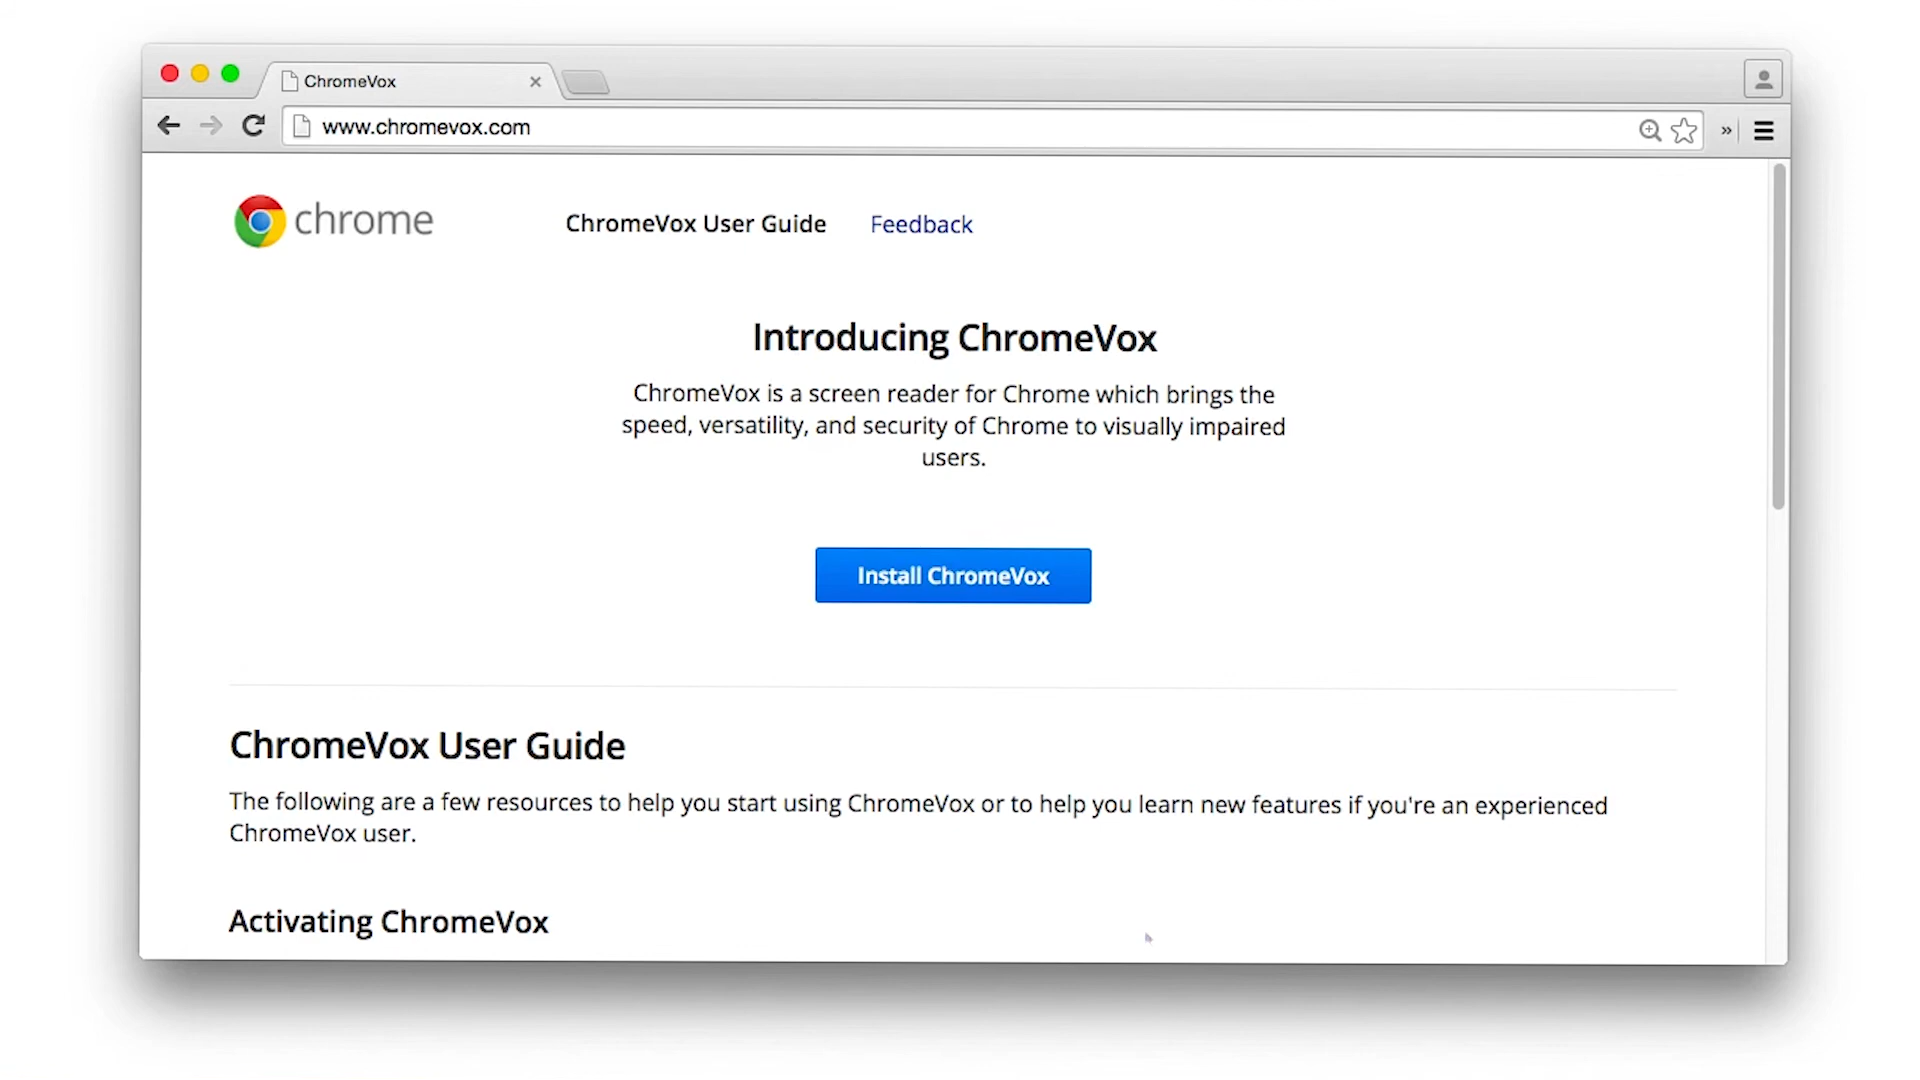 ChromeVox
www.chromevox.com
chrome
ChromeVox User Guide
Feedback
Introducing ChromeVox
ChromeVox is a screen reader for Chrome which brings the
speed, versatility, and security of Chrome to visually impaired
users.
Install ChromeVox
ChromeVox User Guide
The following are a few resources to help you start using ChromeVox or to help you learn new features if you're an experienced
ChromeVox user.
Activating ChromeVox